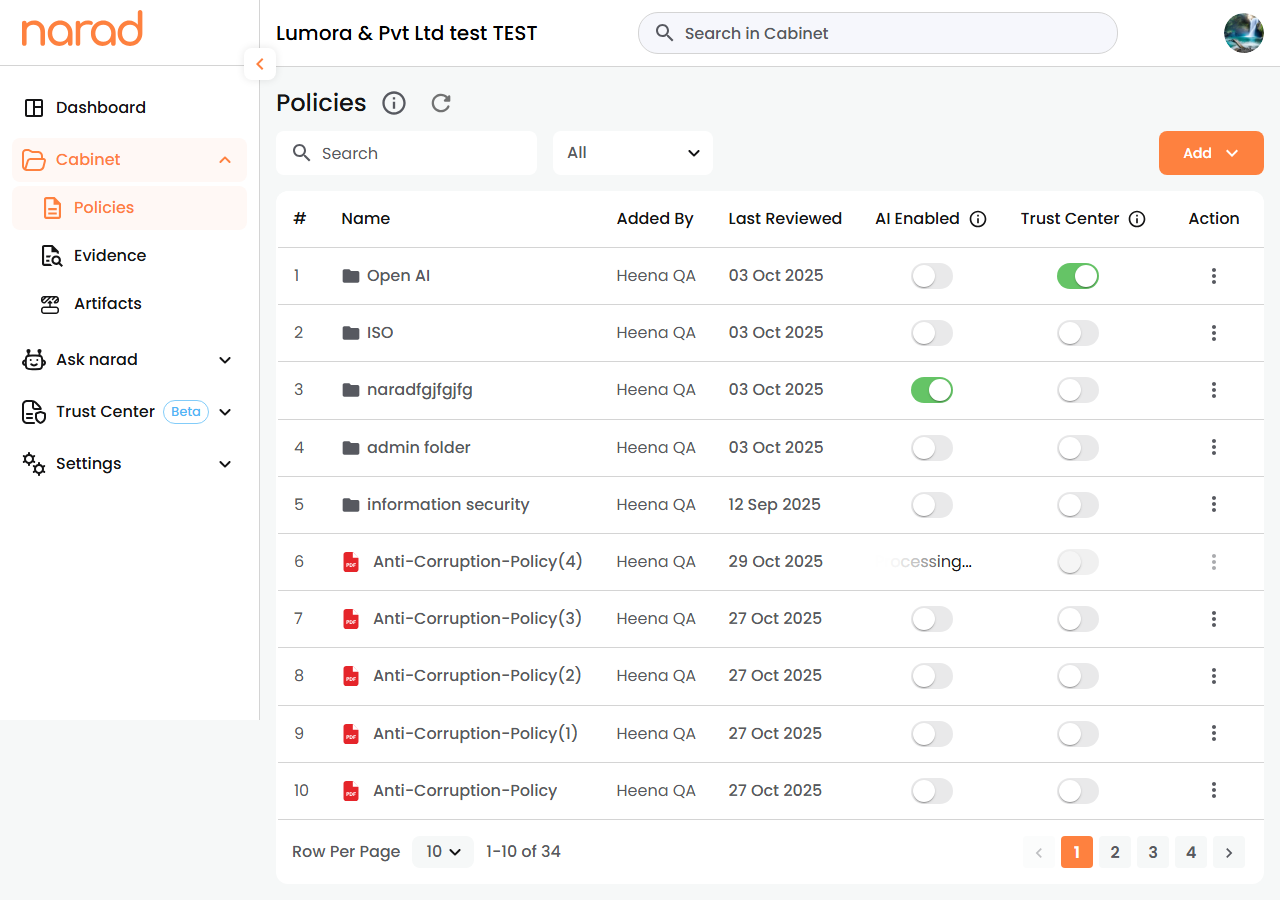 narad
Lumora & Pvt Ltd test TEST
Search in Cabinet
Dashboard
Cabinet
Policies
Evidence
Artifacts
Ask narad
Trust Center Beta
Settings
Policies
Search
All
Add
# Name Added By Last Reviewed AI Enabled Trust Center Action
1 Open AI Heena QA 03 Oct 2025
2 ISO Heena QA 03 Oct 2025
3 naradfgjfgjfg Heena QA 03 Oct 2025
4 admin folder Heena QA 03 Oct 2025
5 information security Heena QA 12 Sep 2025
6 PDF Anti-Corruption-Policy(4) Heena QA 29 Oct 2025 ocessing...
7 PDF Anti-Corruption-Policy(3) Heena QA 27 Oct 2025
8 PDF Anti-Corruption-Policy(2) Heena QA 27 Oct 2025
9 PDF Anti-Corruption-Policy(1) Heena QA 27 Oct 2025
10 PDF Anti-Corruption-Policy Heena QA 27 Oct 2025
Row Per Page 10 1-10 of 34 1 2 3 4